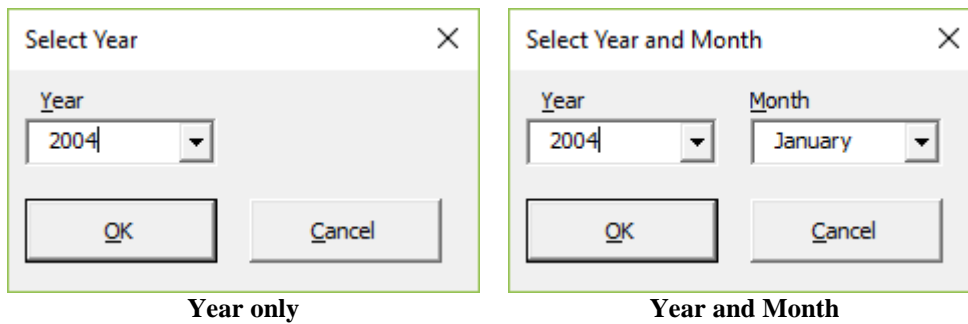 Select Year
Year
2004
OK Cancel
Year only
Select Year and Month
Year Month
2004 January
OK Cancel
Year and Month